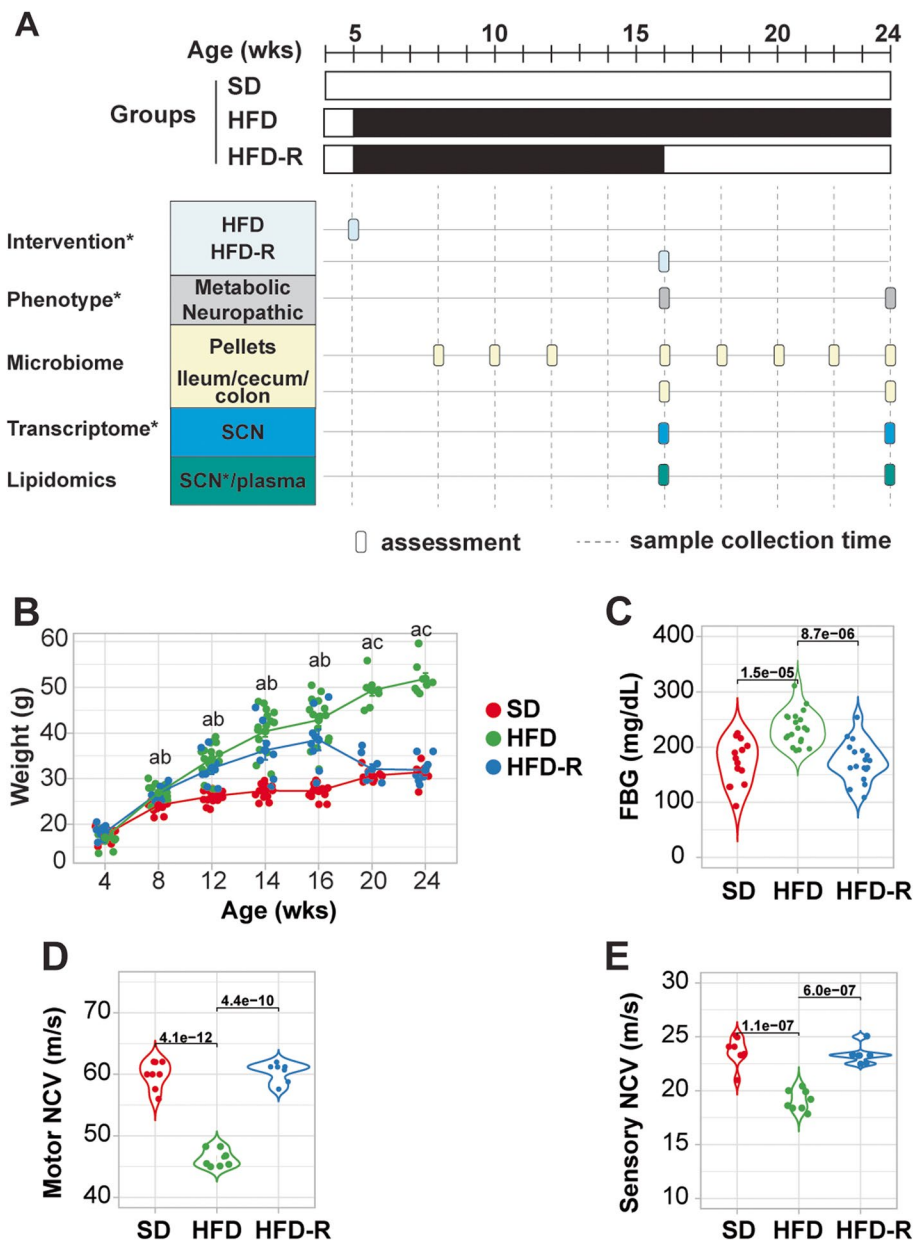 A
Age (wks) 5 10 15 20 24
SD
Groups HFD
HFD-R
Intervention* HFD
HFD-R
Phenotype* Metabolic
Neuropathic
Microbiome Pellets
Ileum/cecum/
colon
Transcriptome* SCN
Lipidomics SCN*/plasma
assessment sample collection time
B
Weight (g)
60
50
40
30
20
0
ab ab ab ab ac ac
4 8 12 14 16 20 24
Age (wks)
SD
HFD
HFD-R
C
FBG (mg/dL)
400
300
200
100
0
8.7e−06
1.5e−05
SD HFD HFD-R
D
Motor NCV (m/s)
70
60
50
40
4.4e−10
4.1e−12
SD HFD HFD-R
E
Sensory NCV (m/s)
30
25
20
15
10
6.0e−07
1.1e−07
SD HFD HFD-R